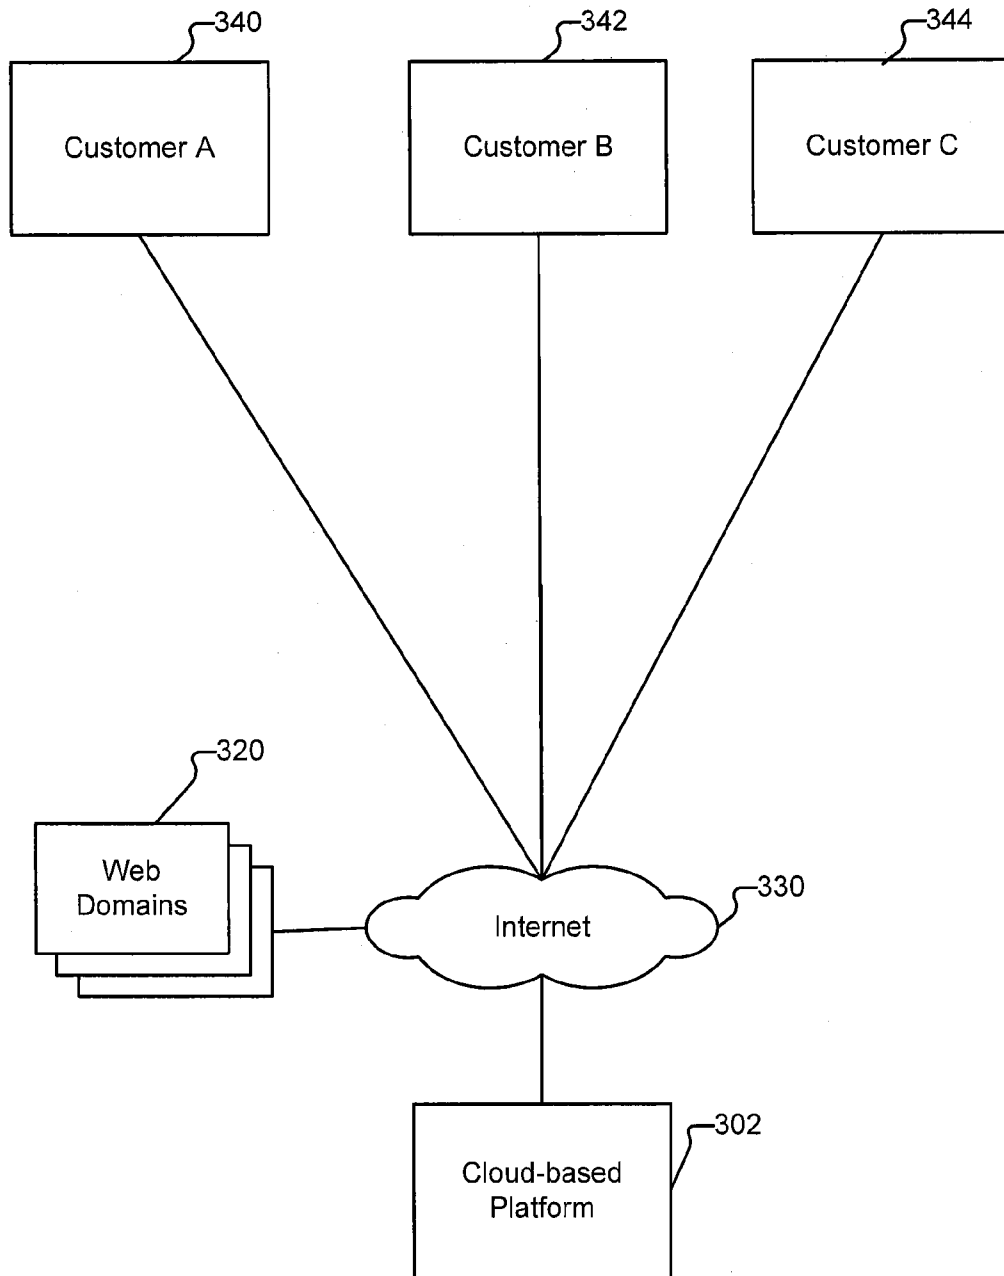 340
342
344
Customer A
Customer B
Customer C
320
Web
Domains
330
Internet
302
Cloud-based
Platform